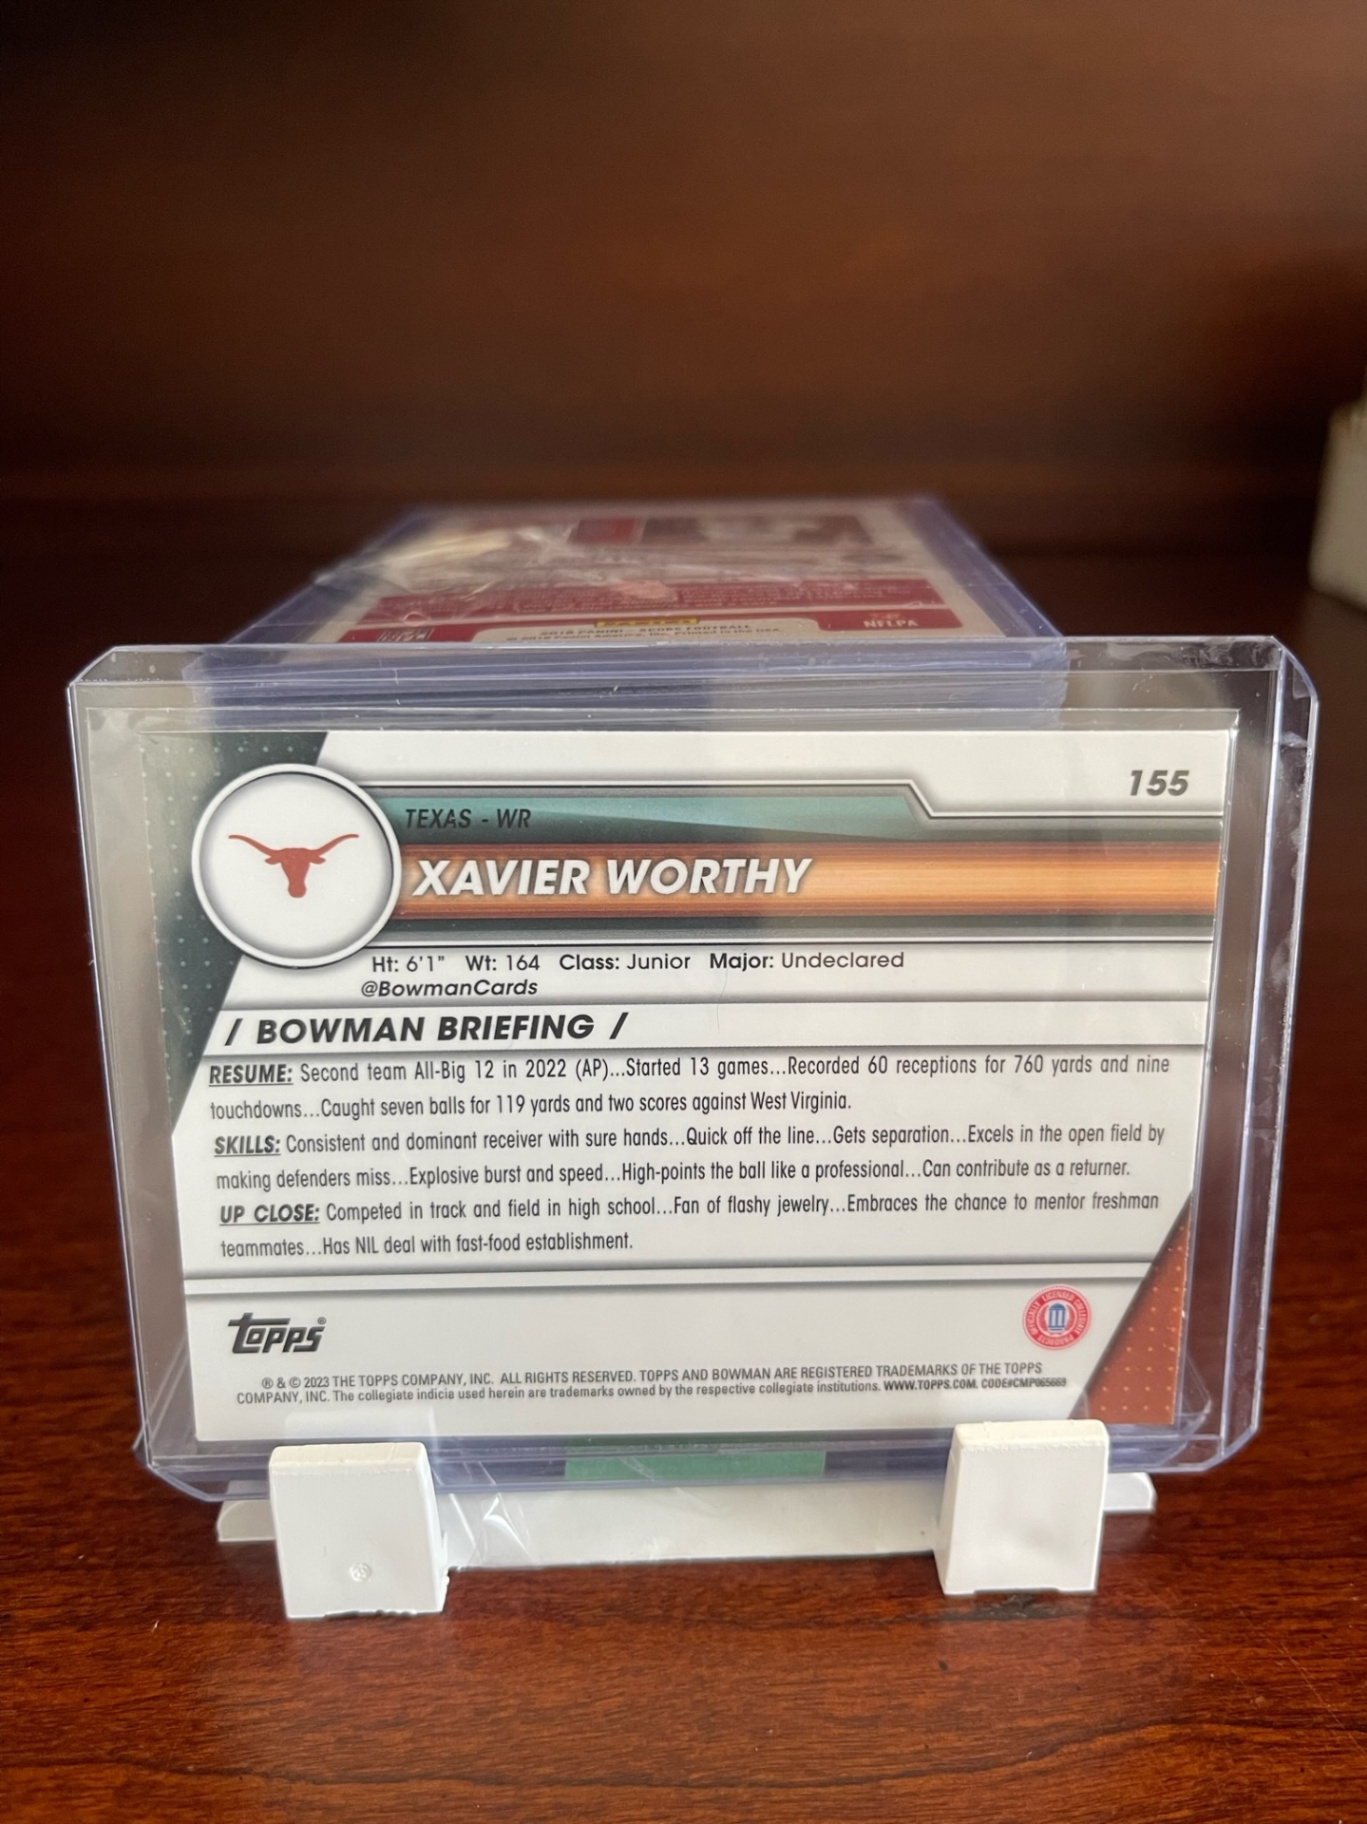 NFLPA
155
TEXAS - WR
XAVIER WORTHY
Ht: 6'1" Wt: 164 Class: Junior Major: Undeclared
@BowmanCards
/ BOWMAN BRIEFING /
RESUME: Second team All-Big 12 in 2022 (AP)...Started 13 games...Recorded 60 receptions for 760 yards and nine
touchdowns...Caught seven balls for 119 yards and two scores against West Virginia.
SKILLS: Consistent and dominant receiver with sure hands...Quick off the line...Gets separation...Excels in the open field by
making defenders miss...Explosive burst and speed...High-points the ball like a professional...Can contribute as a returner.
UP CLOSE: Competed in track and field in high school...Fan of flashy jewelry...Embraces the chance to mentor freshman
teammates...Has NIL deal with fast-food establishment.
Topps®
OFFICIALLY LICENSED COLLEGIATE PRODUCTS
® & © 2023 THE TOPPS COMPANY, INC. ALL RIGHTS RESERVED. TOPPS AND BOWMAN ARE REGISTERED TRADEMARKS OF THE TOPPS
COMPANY, INC. The collegiate indicia used herein are trademarks owned by the respective collegiate institutions. WWW.TOPPS.COM. CODE#CMP065669